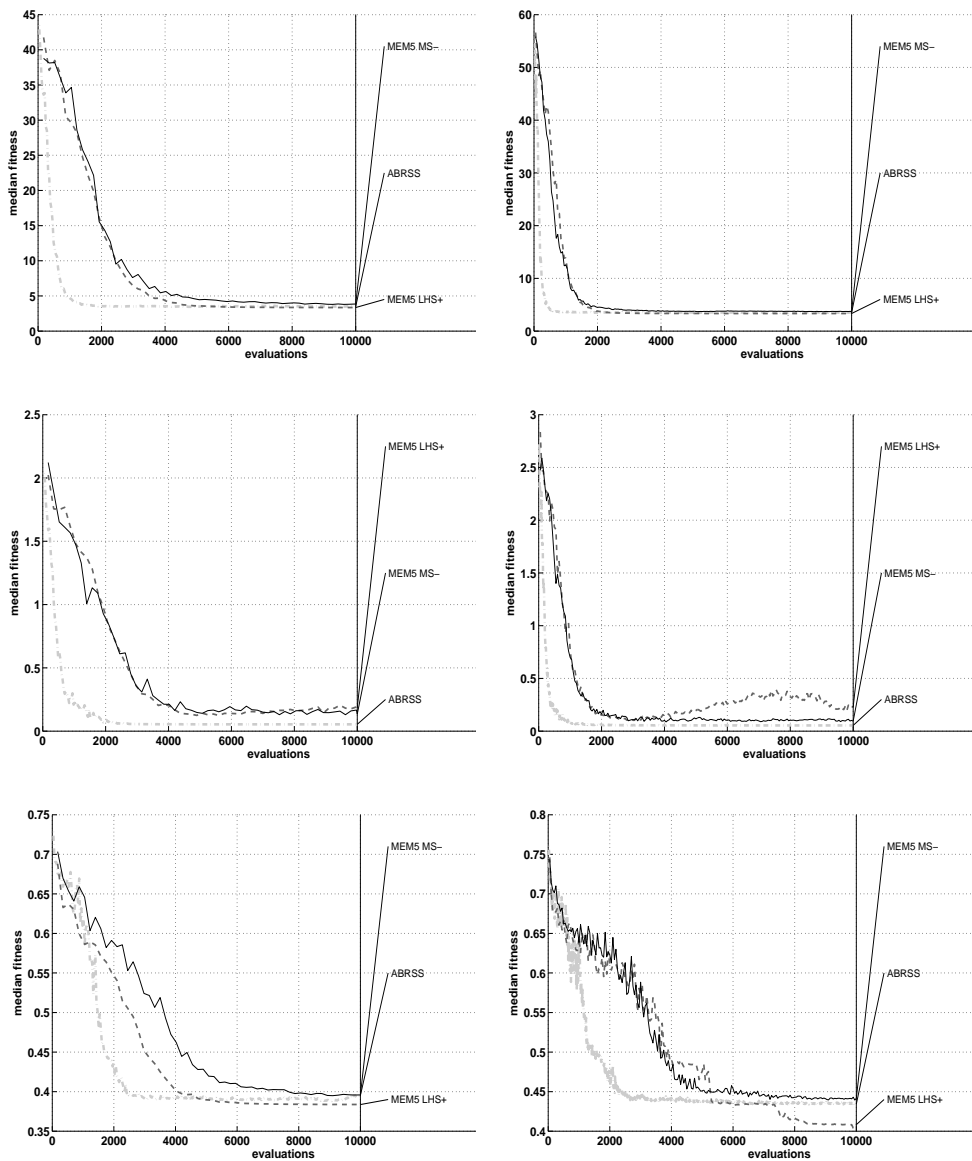 45
40
35
30
25
20
15
10
5
0
median fitness
0 2000 4000 6000 8000 10000
evaluations
MEM5 MS–
ABRSS
MEM5 LHS+
60
50
40
30
20
10
0
median fitness
0 2000 4000 6000 8000 10000
evaluations
MEM5 MS–
ABRSS
MEM5 LHS+
2.5
2
1.5
1
0.5
0
median fitness
0 2000 4000 6000 8000 10000
evaluations
MEM5 LHS+
MEM5 MS–
ABRSS
3
2.5
2
1.5
1
0.5
0
median fitness
0 2000 4000 6000 8000 10000
evaluations
MEM5 LHS+
MEM5 MS–
ABRSS
0.75
0.7
0.65
0.6
0.55
0.5
0.45
0.4
0.35
median fitness
0 2000 4000 6000 8000 10000
evaluations
MEM5 MS–
ABRSS
MEM5 LHS+
0.8
0.75
0.7
0.65
0.6
0.55
0.5
0.45
0.4
median fitness
0 2000 4000 6000 8000 10000
evaluations
MEM5 MS–
ABRSS
MEM5 LHS+